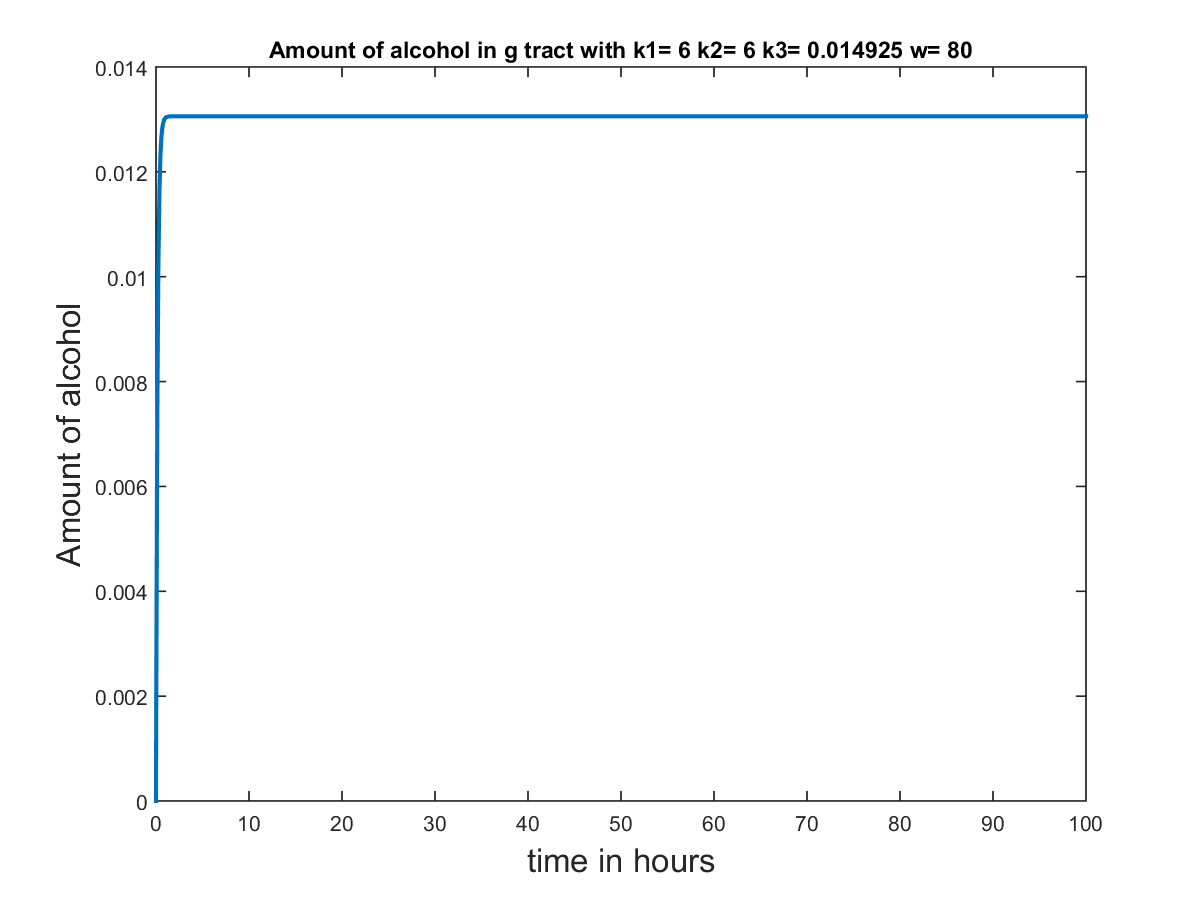 Amount of alcohol in g tract with k1= 6 k2= 6 k3= 0.014925 w= 80
0.014
0.012
0.01
0.008
0.006
0.004
0.002
0
Amount of alcohol
0 10 20 30 40 50 60 70 80 90 100
time in hours